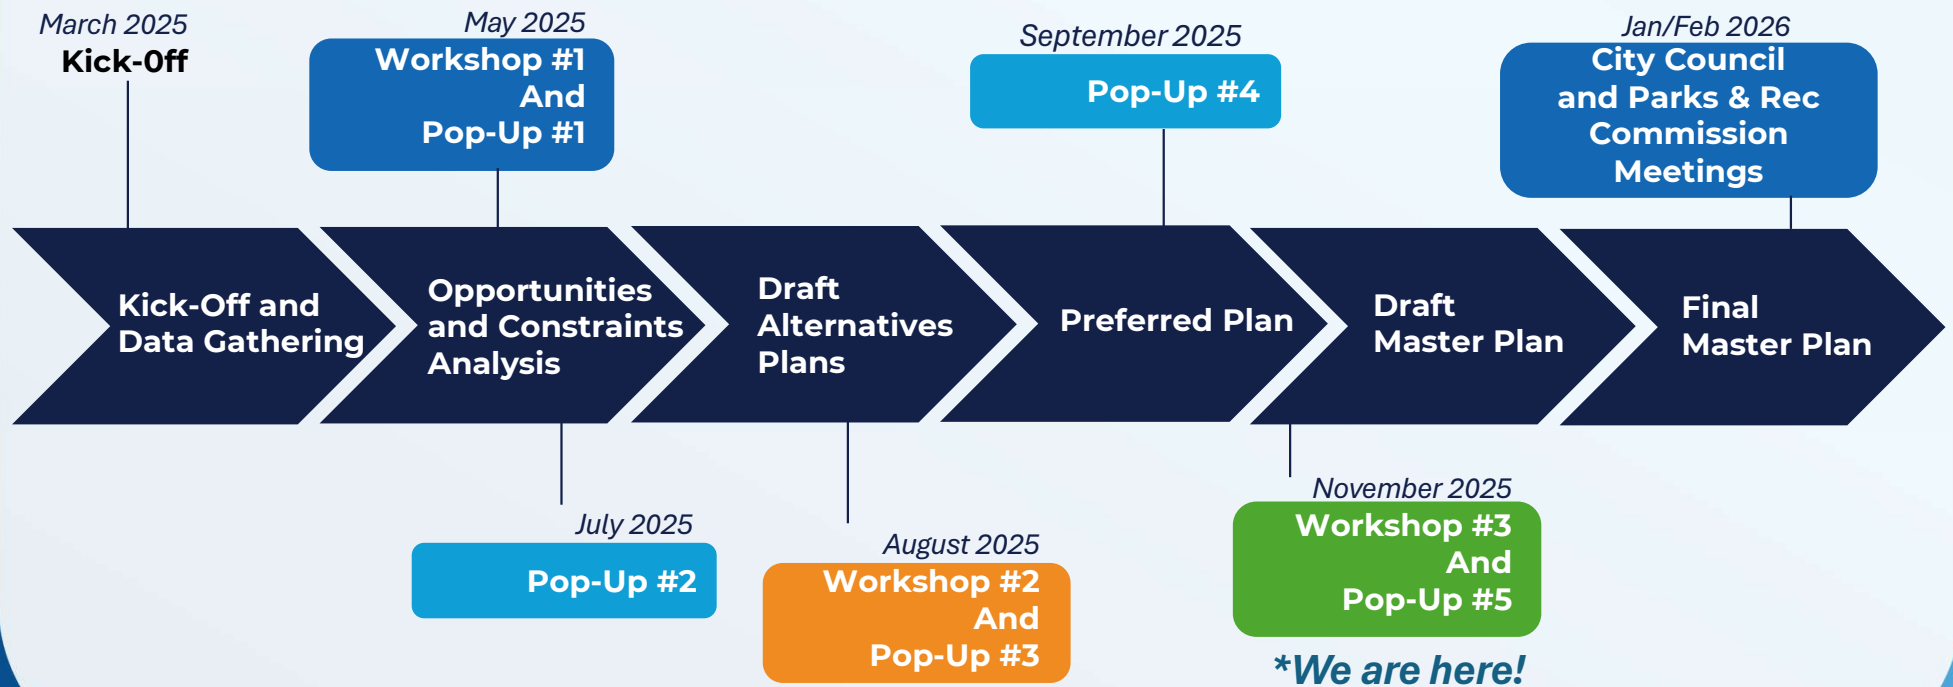 March 2025
Kick-0ff
May 2025
Workshop #1
And
Pop-Up #1
September 2025
Pop-Up #4
Jan/Feb 2026
City Council
and Parks & Rec
Commission
Meetings
Kick-Off and
Data Gathering
Opportunities
and Constraints
Analysis
Draft
Alternatives
Plans
Preferred Plan
Draft
Master Plan
Final
Master Plan
July 2025
Pop-Up #2
August 2025
Workshop #2
And
Pop-Up #3
November 2025
Workshop #3
And
Pop-Up #5
*We are here!